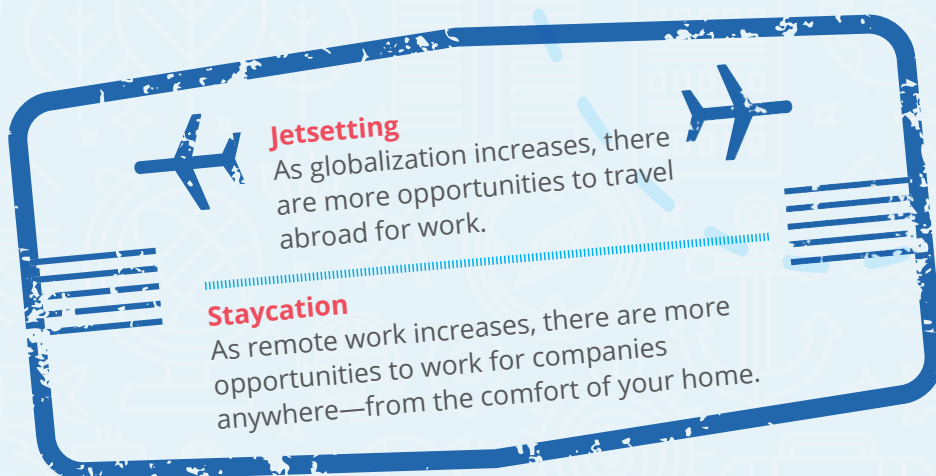 Jetsetting
As globalization increases, there
are more opportunities to travel
abroad for work.
Staycation
As remote work increases, there are more
opportunities to work for companies
anywhere—from the comfort of your home.